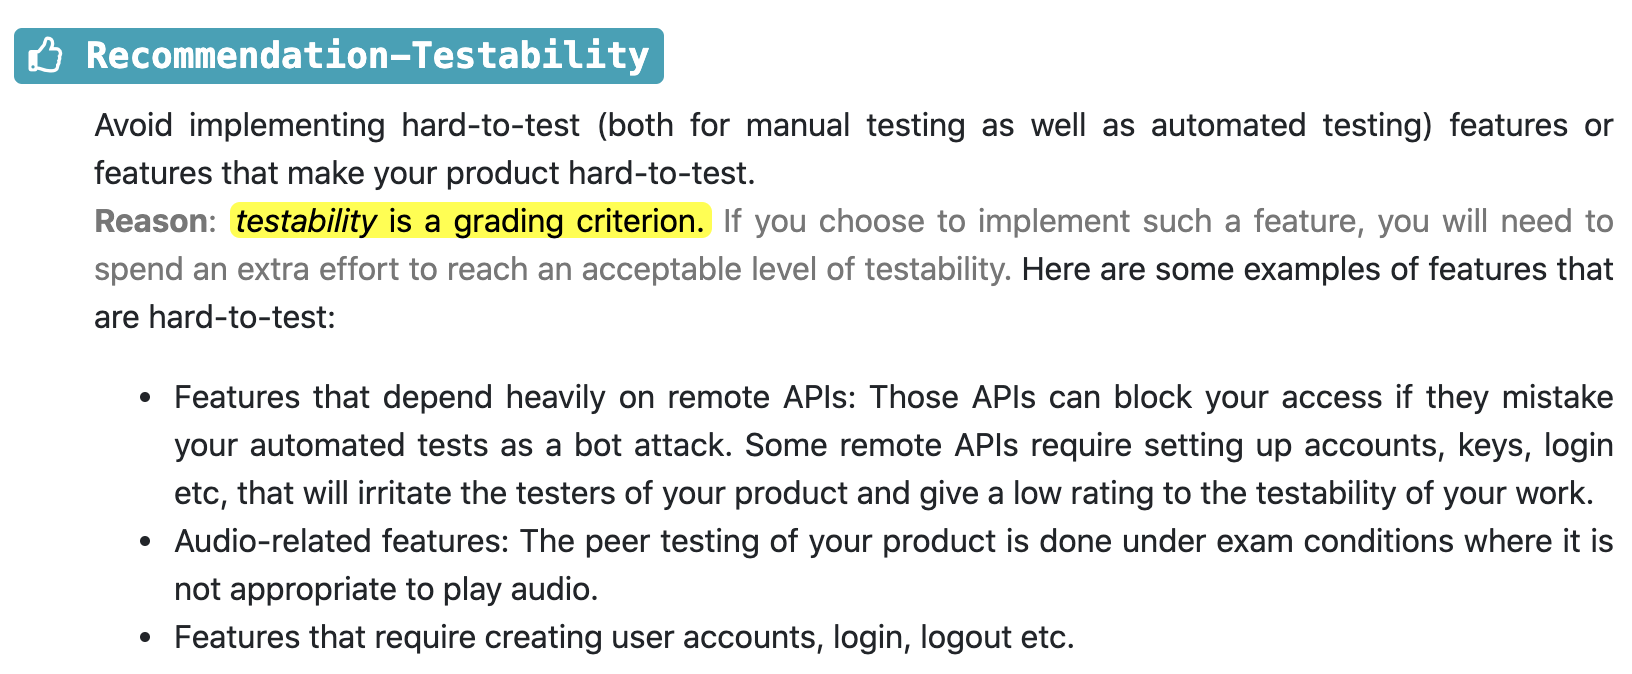 Recommendation-Testability
Avoid implementing hard-to-test (both for manual testing as well as automated testing) features or
features that make your product hard-to-test.
Reason: testability is a grading criterion. If you choose to implement such a feature, you will need to
spend an extra effort to reach an acceptable level of testability. Here are some examples of features that
are hard-to-test:
• Features that depend heavily on remote APIs: Those APIs can block your access if they mistake
your automated tests as a bot attack. Some remote APIs require setting up accounts, keys, login
etc, that will irritate the testers of your product and give a low rating to the testability of your work.
• Audio-related features: The peer testing of your product is done under exam conditions where it is
not appropriate to play audio.
• Features that require creating user accounts, login, logout etc.